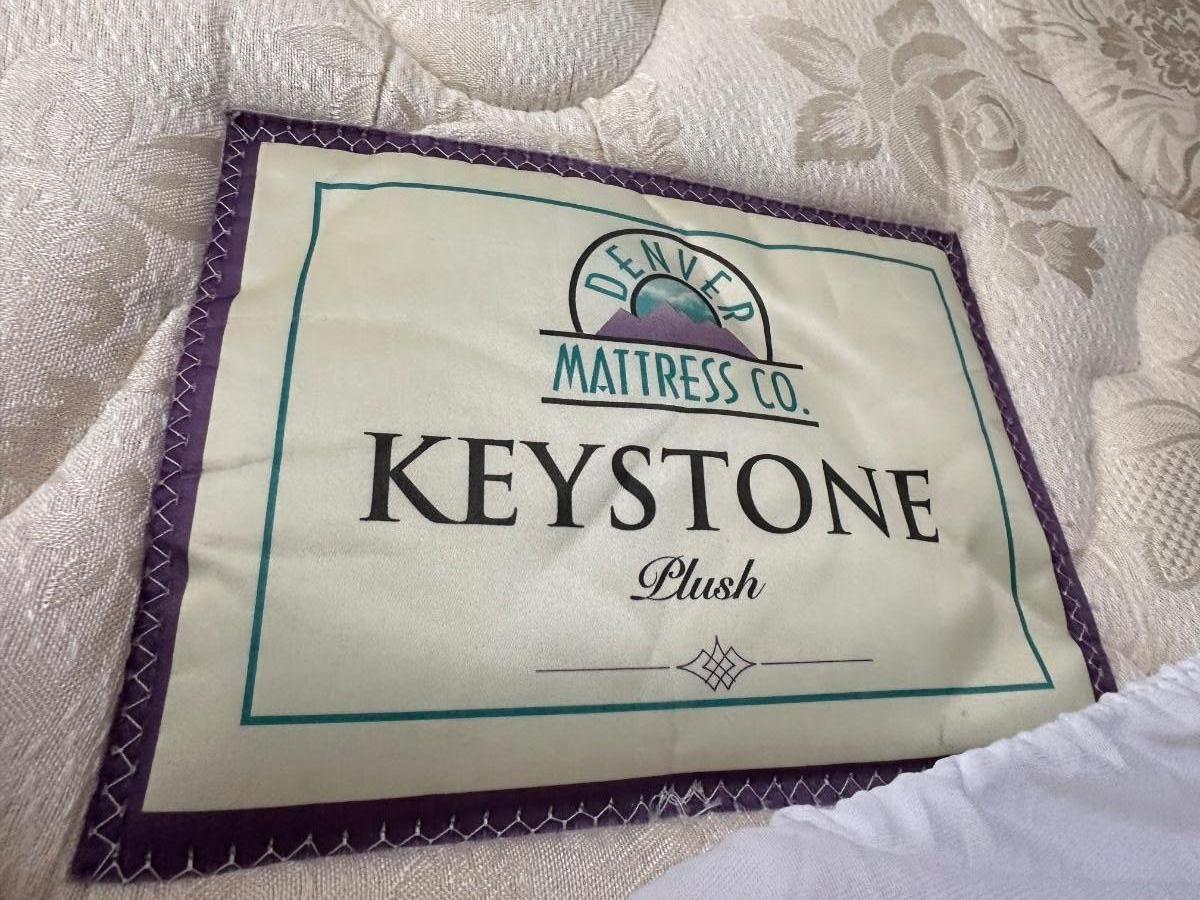 DENVER
MATTRESS CO.
KEYSTONE
Plush